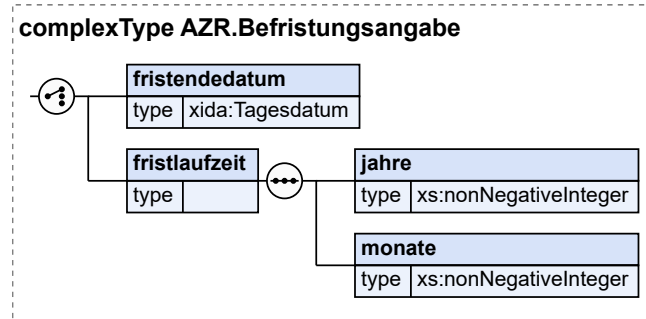 complexType AZR.Befristungsangabe
fristendedatum
type xida:Tagesdatum
fristlaufzeit
type
jahre
type xs:nonNegativeInteger
monate
type xs:nonNegativeInteger